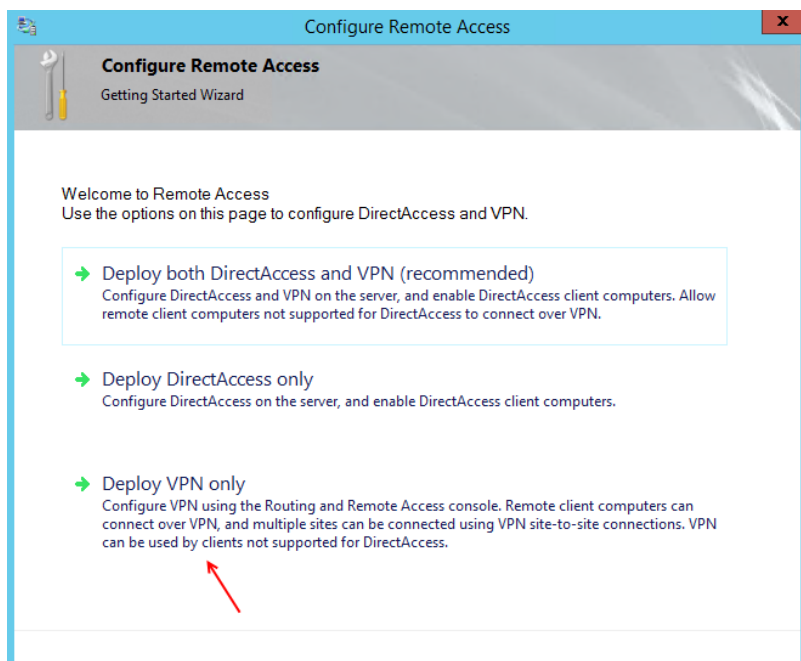 Configure Remote Access
x
Configure Remote Access
Getting Started Wizard
Welcome to Remote Access
Use the options on this page to configure DirectAccess and VPN.
Deploy both DirectAccess and VPN (recommended)
Configure DirectAccess and VPN on the server, and enable DirectAccess client computers. Allow
remote client computers not supported for DirectAccess to connect over VPN.
Deploy DirectAccess only
Configure DirectAccess on the server, and enable DirectAccess client computers.
Deploy VPN only
Configure VPN using the Routing and Remote Access console. Remote client computers can
connect over VPN, and multiple sites can be connected using VPN site-to-site connections. VPN
can be used by clients not supported for DirectAccess.